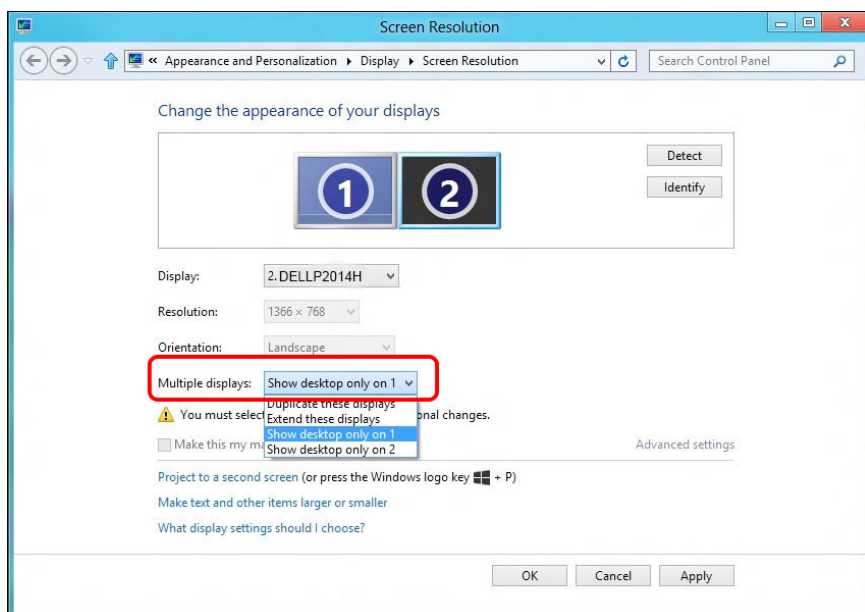 Screen Resolution
« Appearance and Personalization ▸ Display ▸ Screen Resolution
Search Control Panel
Change the appearance of your displays
1 2
Detect
Identify
Display: 2.DELLP2014H
Resolution: 1366 × 768
Orientation: Landscape
Multiple displays: Show desktop only on 1
Duplicate these displays
You must selec onal changes.
Extend these displays
Show desktop only on 1
Make this my ma Advanced settings
Show desktop only on 2
Project to a second screen (or press the Windows logo key + P)
Make text and other items larger or smaller
What display settings should I choose?
OK Cancel Apply